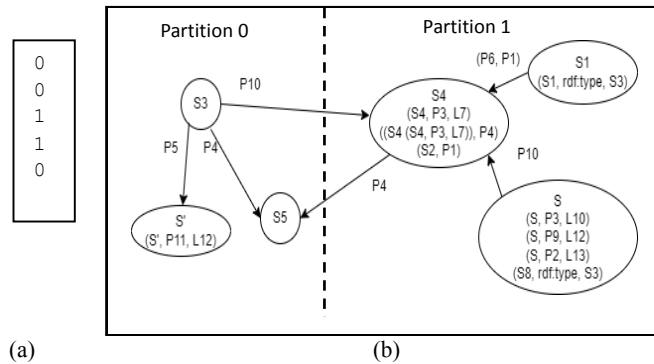 0
0
1
1
0
(a)
Partition 0
Partition 1
S3
P10
P5
P4
S'
(S', P11, L12)
S5
P4
(P6, P1)
S1
(S1, rdf:type, S3)
S4
(S4, P3, L7)
((S4 (S4, P3, L7)), P4)
(S2, P1)
P10
S
(S, P3, L10)
(S, P9, L12)
(S, P2, L13)
(S8, rdf:type, S3)
(b)